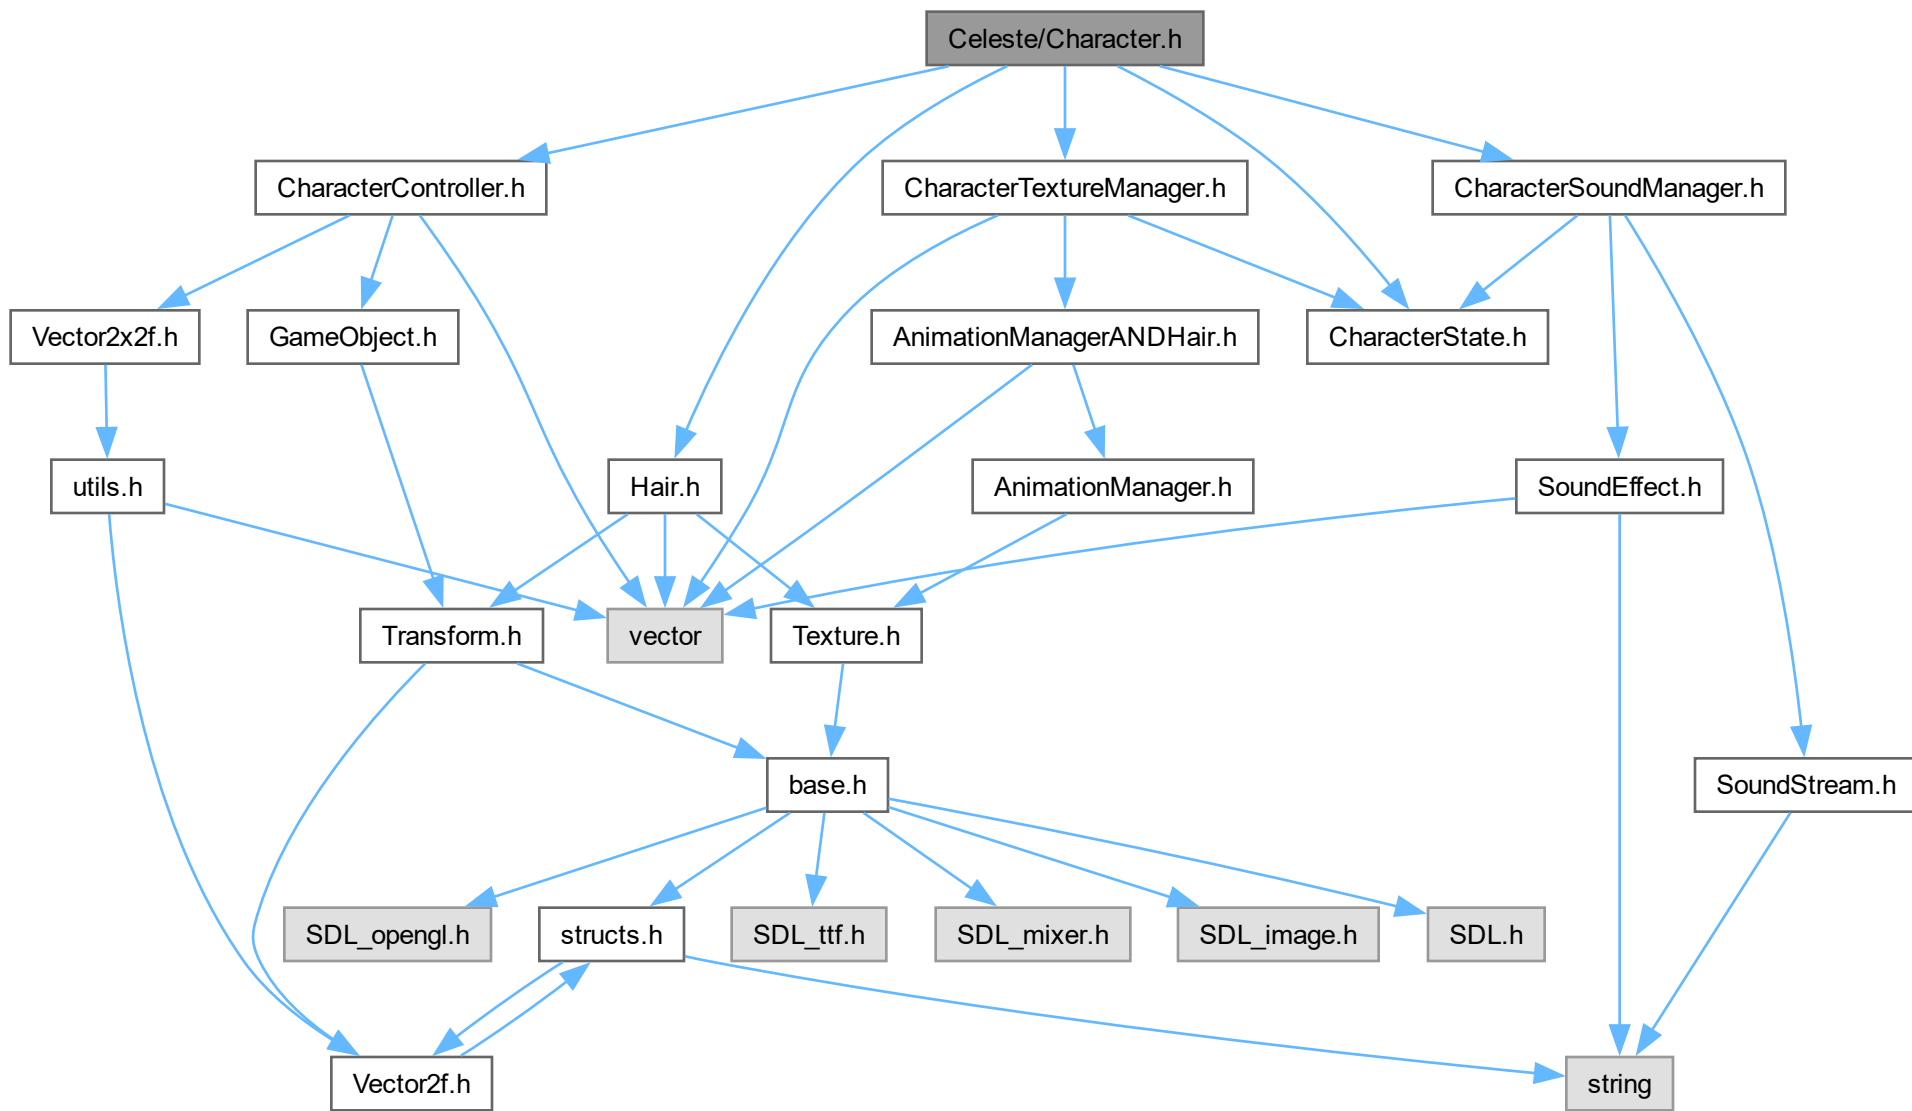 Celeste/Character.h
CharacterController.h
CharacterTextureManager.h
CharacterSoundManager.h
Vector2x2f.h
GameObject.h
AnimationManagerANDHair.h
CharacterState.h
utils.h
Hair.h
AnimationManager.h
SoundEffect.h
Transform.h
vector
Texture.h
base.h
SoundStream.h
SDL_opengl.h
structs.h
SDL_ttf.h
SDL_mixer.h
SDL_image.h
SDL.h
Vector2f.h
string